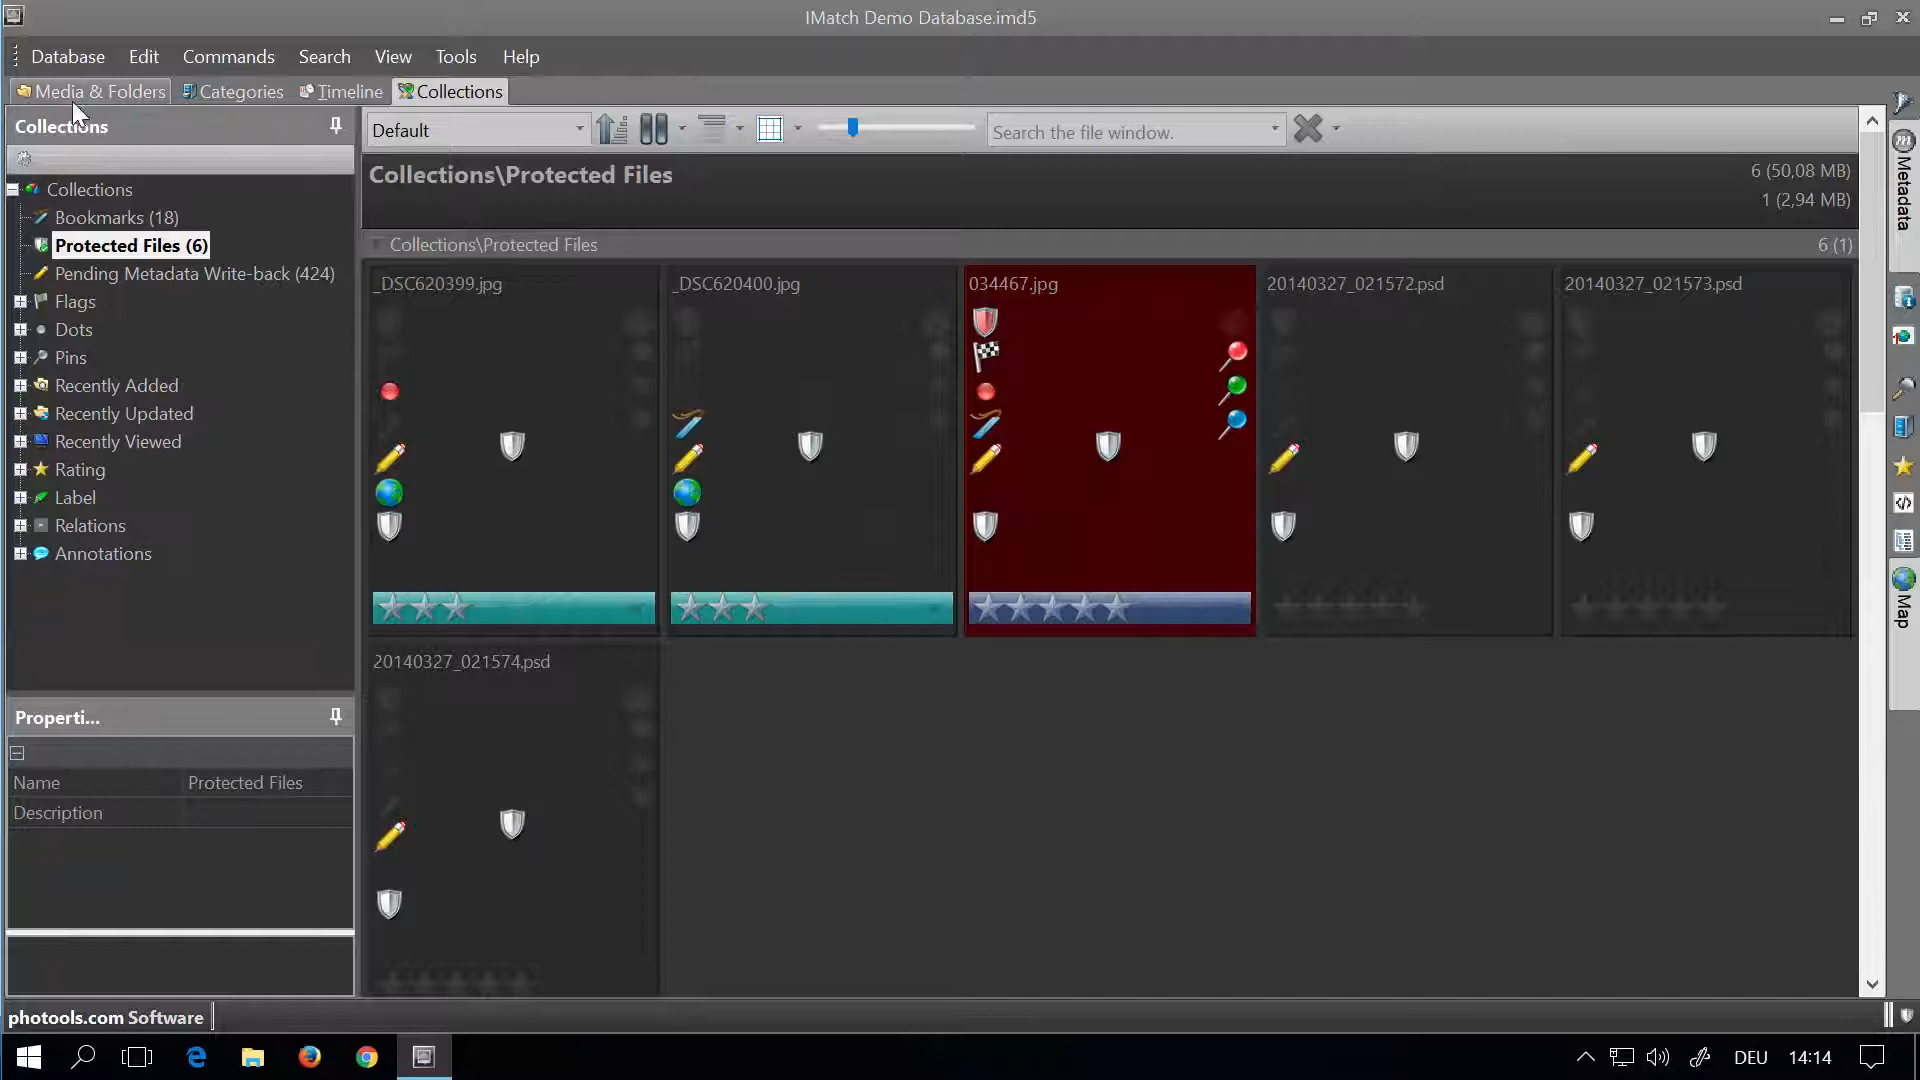 IMatch Demo Database.imd5
Database Edit Commands Search View Tools Help
Media & Folders Categories Timeline Collections
Collections
Default
Search the file window.
Collections\Protected Files
6 (50,08 MB)
1 (2,94 MB)
Collections\Protected Files
6 (1)
Collections
Bookmarks (18)
Protected Files (6)
Pending Metadata Write-back (424)
Flags
Dots
Pins
Recently Added
Recently Updated
Recently Viewed
Rating
Label
Relations
Annotations
_DSC620399.jpg
_DSC620400.jpg
034467.jpg
20140327_021572.psd
20140327_021573.psd
20140327_021574.psd
Properti...
Name Protected Files
Description
Metadata
Map
photools.com Software
DEU 14:14